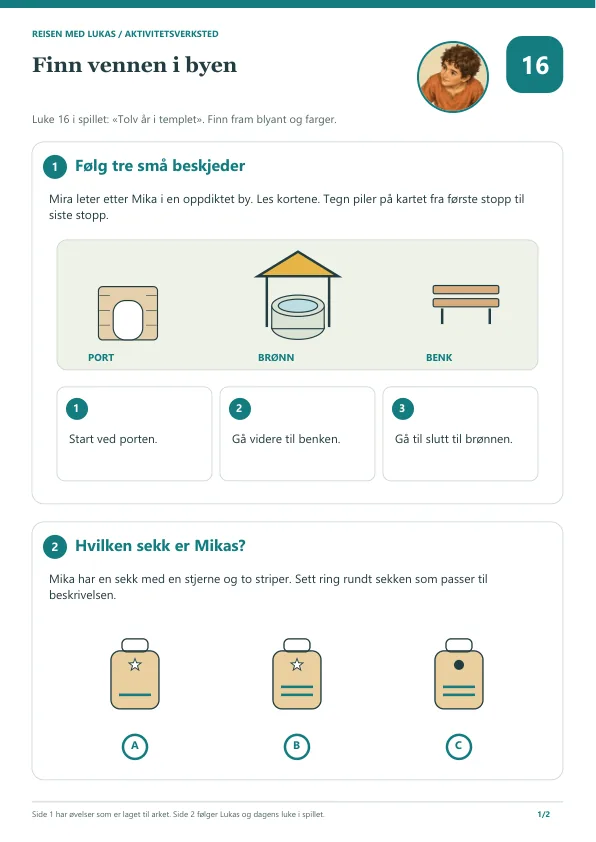 REISEN MED LUKAS / AKTIVITETSVERKSTED
Finn vennen i byen
16
Luke 16 i spillet: «Tolv år i templet». Finn fram blyant og farger.
1 Følg tre små beskjeder
Mira leter etter Mika i en oppdiktet by. Les kortene. Tegn piler på kartet fra første stopp til
siste stopp.
PORT
BRØNN
BENK
1
Start ved porten.
2
Gå videre til benken.
3
Gå til slutt til brønnen.
2 Hvilken sekk er Mikas?
Mika har en sekk med en stjerne og to striper. Sett ring rundt sekken som passer til
beskrivelsen.
A
B
C
Side 1 har øvelser som er laget til arket. Side 2 følger Lukas og dagens luke i spillet.
1/2